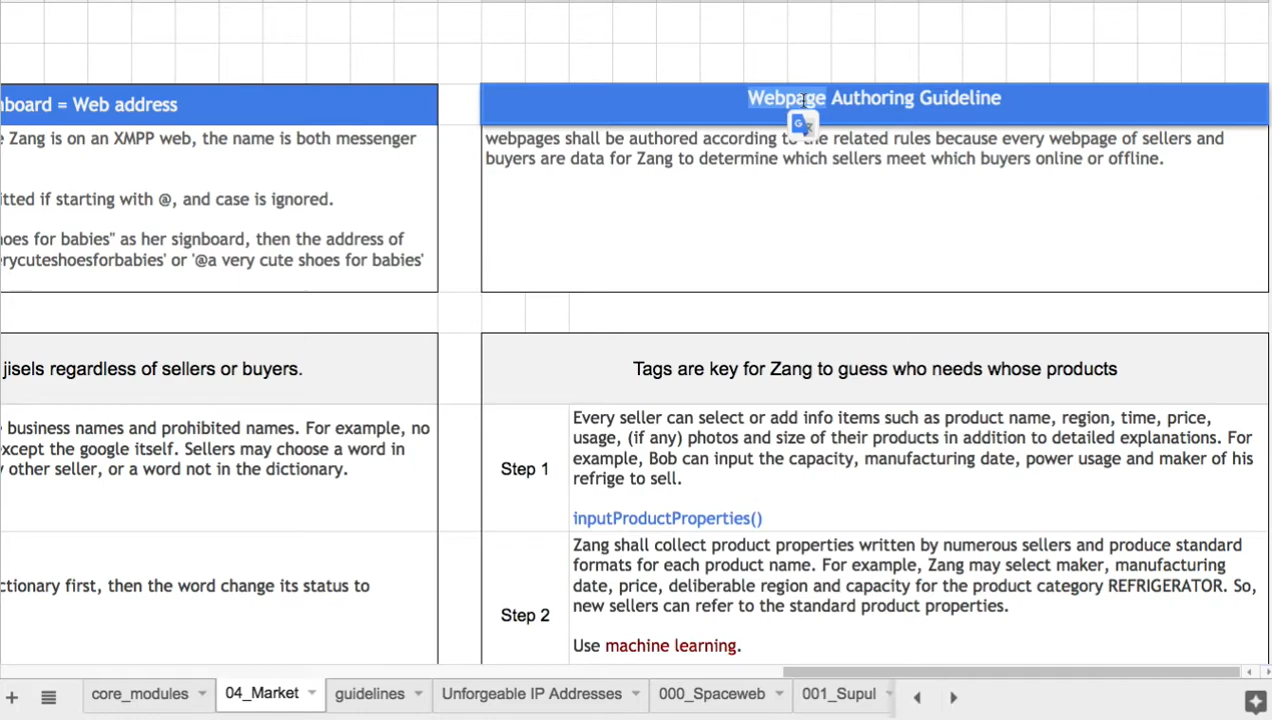 nboard = Web address
e Zang is on an XMPP web, the name is both messenger
itted if starting with @, and case is ignored.
hoes for babies" as her signboard, then the address of
erycuteshoesforbabies' or '@a very cute shoes for babies'
Webpage Authoring Guideline
webpages shall be authored according to the related rules because every webpage of sellers and
buyers are data for Zang to determine which sellers meet which buyers online or offline.
jisels regardless of sellers or buyers.
business names and prohibited names. For example, no
except the google itself. Sellers may choose a word in
y other seller, or a word not in the dictionary.
ctionary first, then the word change its status to
Tags are key for Zang to guess who needs whose products
Step 1
Every seller can select or add info items such as product name, region, time, price,
usage, (if any) photos and size of their products in addition to detailed explanations. For
example, Bob can input the capacity, manufacturing date, power usage and maker of his
refrige to sell.
inputProductProperties()
Step 2
Zang shall collect product properties written by numerous sellers and produce standard
formats for each product name. For example, Zang may select maker, manufacturing
date, price, deliberable region and capacity for the product category REFRIGERATOR. So,
new sellers can refer to the standard product properties.
Use machine learning.
core_modules 04_Market guidelines Unforgeable IP Addresses 000_Spaceweb 001_Supul